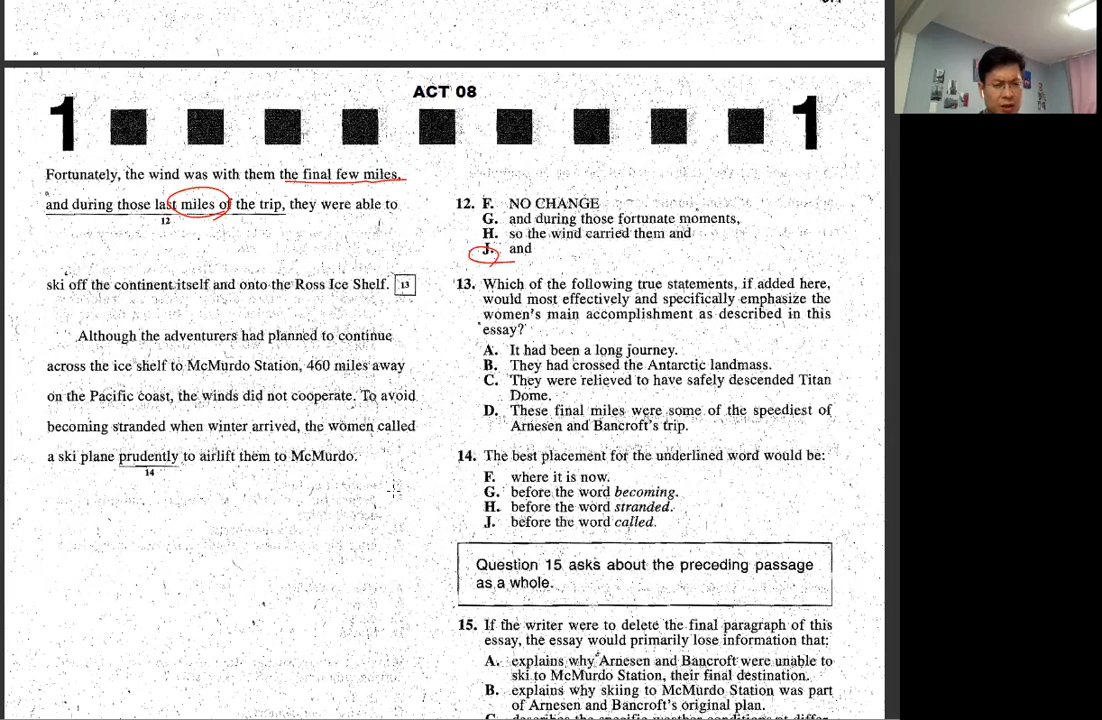 ACT 08
1 1
Fortunately, the wind was with them the final few miles,
and during those last miles of the trip, they were able to
12
ski off the continent itself and onto the Ross Ice Shelf. 13
Although the adventurers had planned to continue
across the ice shelf to McMurdo Station, 460 miles away
on the Pacific coast, the winds did not cooperate. To avoid
becoming stranded when winter arrived, the women called
a ski plane prudently to airlift them to McMurdo.
14
12. F. NO CHANGE
G. and during those fortunate moments,
H. so the wind carried them and
J. and
13. Which of the following true statements, if added here,
would most effectively and specifically emphasize the
women's main accomplishment as described in this
essay?
A. It had been a long journey.
B. They had crossed the Antarctic landmass.
C. They were relieved to have safely descended Titan
Dome.
D. These final miles were some of the speediest of
Arnesen and Bancroft's trip.
14. The best placement for the underlined word would be:
F. where it is now.
G. before the word becoming.
H. before the word stranded.
J. before the word called.
Question 15 asks about the preceding passage
as a whole.
15. If the writer were to delete the final paragraph of this
essay, the essay would primarily lose information that:
A. explains why Arnesen and Bancroft were unable to
ski to McMurdo Station, their final destination.
B. explains why skiing to McMurdo Station was part
of Arnesen and Bancroft's original plan.
C. describes the specific weather conditions at differ-